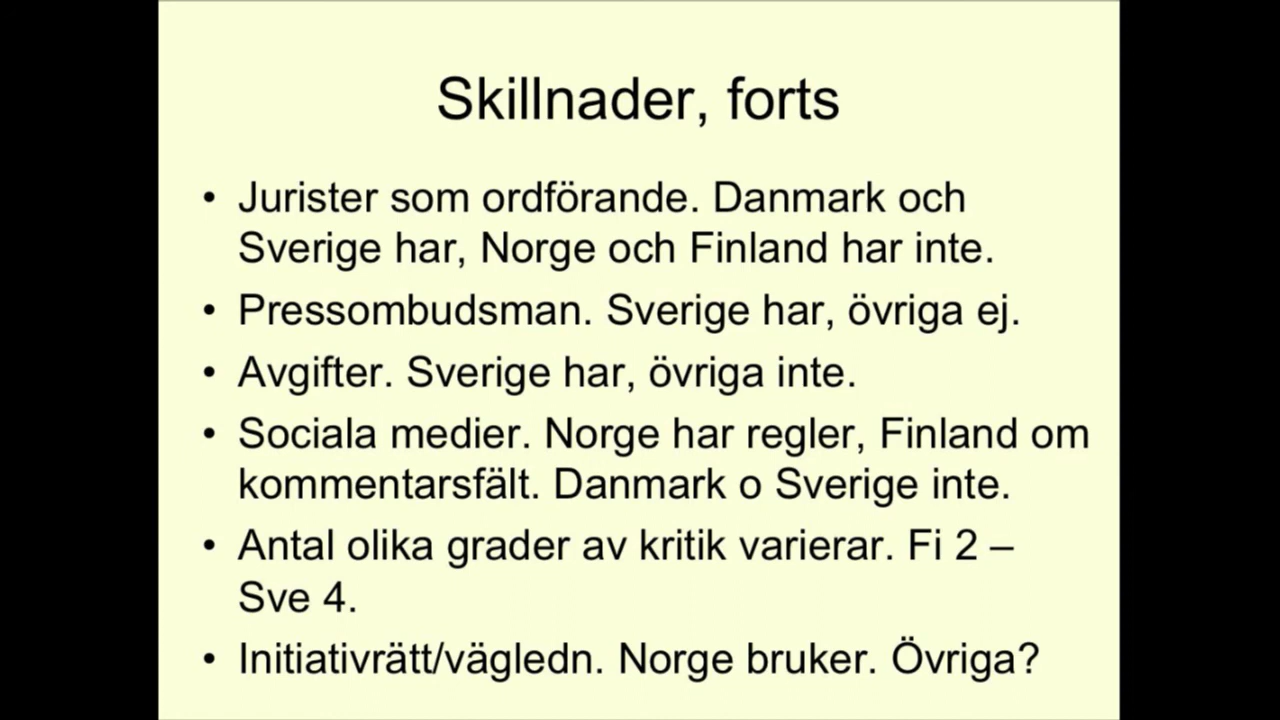 Skillnader, forts
• Jurister som ordförande. Danmark och
Sverige har, Norge och Finland har inte.
• Pressombudsman. Sverige har, övriga ej.
• Avgifter. Sverige har, övriga inte.
• Sociala medier. Norge har regler, Finland om
kommentarsfält. Danmark o Sverige inte.
• Antal olika grader av kritik varierar. Fi 2 –
Sve 4.
• Initiativrätt/vägledn. Norge bruker. Övriga?